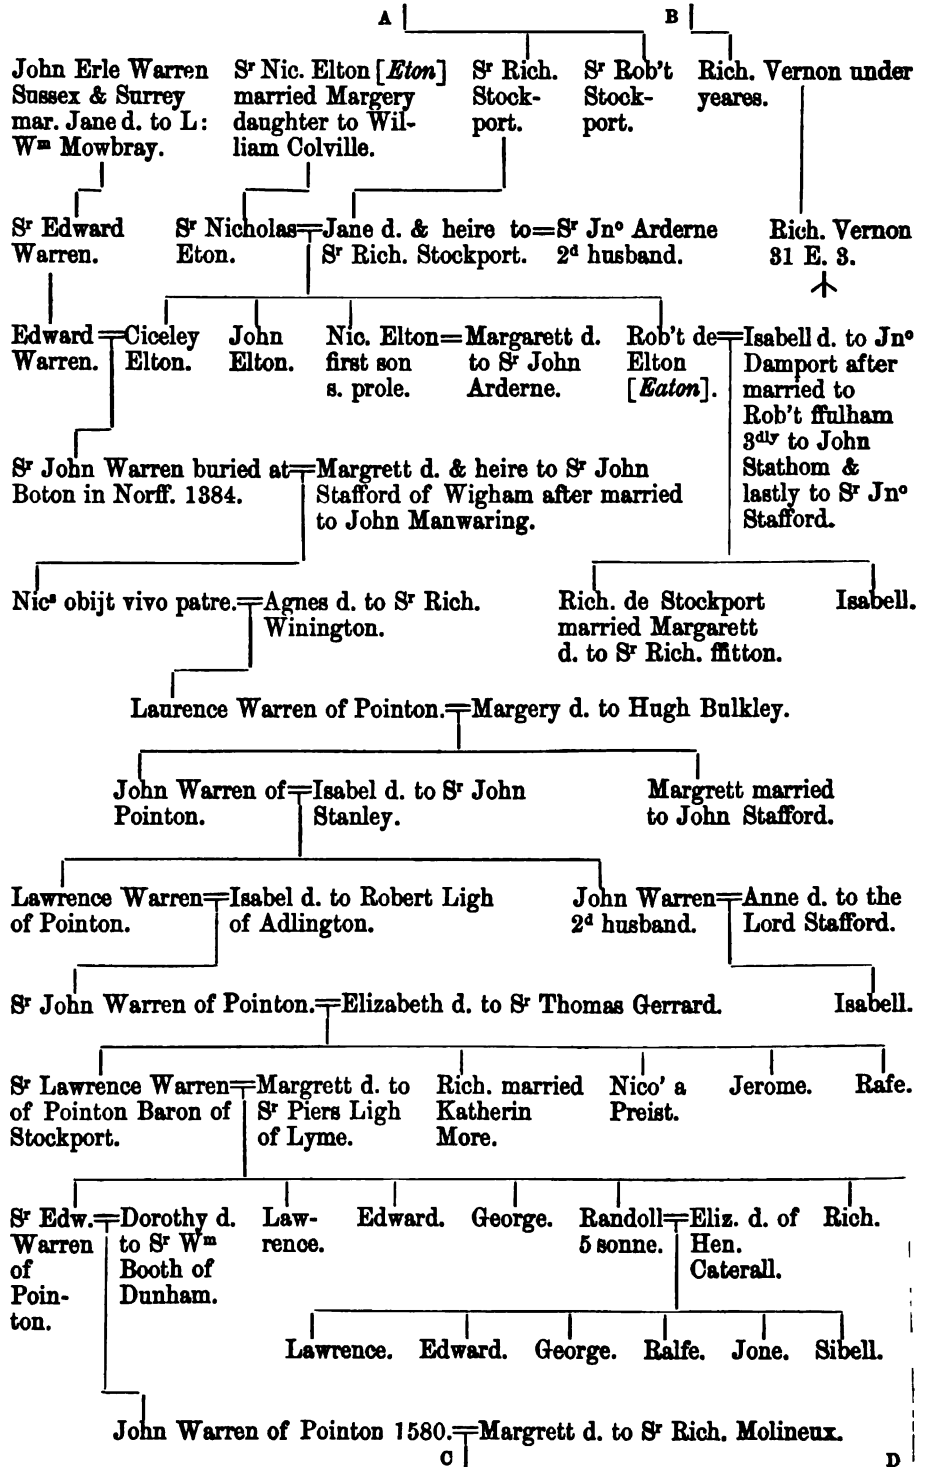 A B
John Erle Warren
Sussex & Surrey
mar. Jane d. to L:
Wᵐ Mowbray.
Sʳ Nic. Elton [Eton]
married Margery
daughter to Wil-
liam Colville.
Sʳ Rich.
Stock-
port.
Sʳ Rob't
Stock-
port.
Rich. Vernon under
yeares.
Sʳ Edward
Warren.
Sʳ Nicholas=
Eton.
Jane d. & heire to=
Sʳ Rich. Stockport.
Sʳ Jnᵒ Arderne
2ᵈ husband.
Rich. Vernon
31 E. 3.
Edward=
Warren.
Ciceley
Elton.
John
Elton.
Nic. Elton=
first son
s. prole.
Margarett d.
to Sʳ John
Arderne.
Rob't de=
Elton
[Eaton].
Isabell d. to Jnᵒ
Damport after
married to
Rob't ffulham
3ᵈˡʸ to John
Stathom &
lastly to Sʳ Jnᵒ
Stafford.
Sʳ John Warren buried at=
Boton in Norff. 1384.
Margrett d. & heire to Sʳ John
Stafford of Wigham after married
to John Manwaring.
Nicˢ obijt vivo patre.=
Agnes d. to Sʳ Rich.
Winington.
Rich. de Stockport
married Margarett
d. to Sʳ Rich. ffitton.
Isabell.
Laurence Warren of Pointon.=Margery d. to Hugh Bulkley.
John Warren of=
Pointon.
Isabel d. to Sʳ John
Stanley.
Margrett married
to John Stafford.
Lawrence Warren=
of Pointon.
Isabel d. to Robert Ligh
of Adlington.
John Warren=
2ᵈ husband.
Anne d. to the
Lord Stafford.
Sʳ John Warren of Pointon.=Elizabeth d. to Sʳ Thomas Gerrard.
Isabell.
Sʳ Lawrence Warren=
of Pointon Baron of
Stockport.
Margrett d. to
Sʳ Piers Ligh
of Lyme.
Rich. married
Katherin
More.
Nico' a
Preist.
Jerome.
Rafe.
Sʳ Edw.=
Warren
of
Poin-
ton.
Dorothy d.
to Sʳ Wᵐ
Booth of
Dunham.
Law-
rence.
Edward.
George.
Randoll=
5 sonne.
Eliz. d. of
Hen.
Caterall.
Rich.
Lawrence. Edward. George. Ralfe. Jone. Sibell.
John Warren of Pointon 1580.=Margrett d. to Sʳ Rich. Molineux.
C D